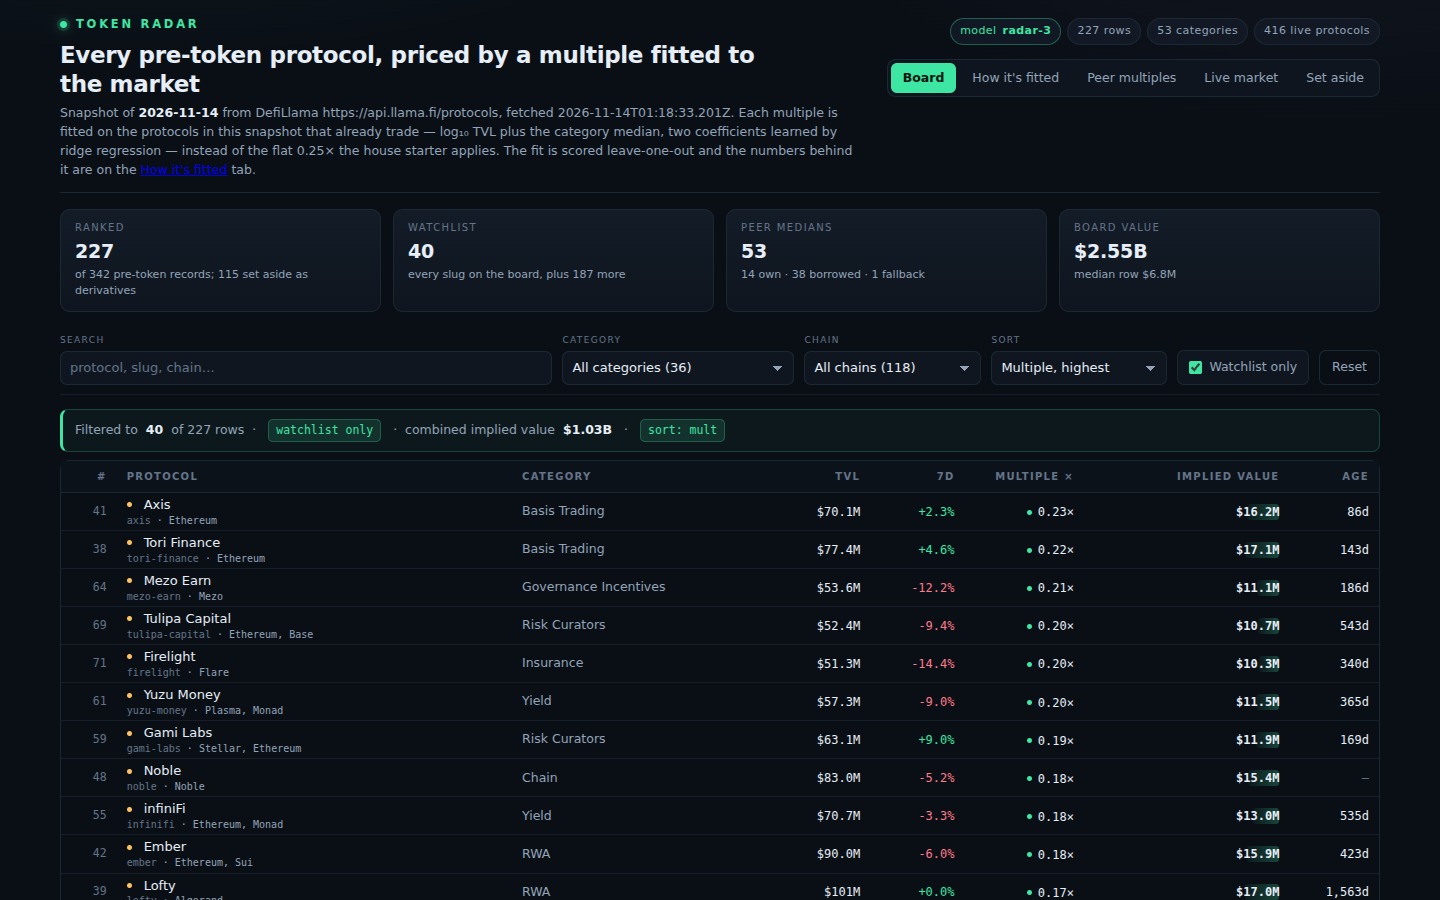 TOKEN RADAR
model radar-3
227 rows
53 categories
416 live protocols
Every pre-token protocol, priced by a multiple fitted to
the market
Board
How it's fitted
Peer multiples
Live market
Set aside
Snapshot of 2026-11-14 from DefiLlama https://api.llama.fi/protocols, fetched 2026-11-14T01:18:33.201Z. Each multiple is
fitted on the protocols in this snapshot that already trade — log₁₀ TVL plus the category median, two coefficients learned by
ridge regression — instead of the flat 0.25× the house starter applies. The fit is scored leave-one-out and the numbers behind
it are on the How it's fitted tab.
RANKED
227
of 342 pre-token records; 115 set aside as
derivatives
WATCHLIST
40
every slug on the board, plus 187 more
PEER MEDIANS
53
14 own · 38 borrowed · 1 fallback
BOARD VALUE
$2.55B
median row $6.8M
SEARCH
protocol, slug, chain…
CATEGORY
All categories (36)
CHAIN
All chains (118)
SORT
Multiple, highest
Watchlist only
Reset
Filtered to 40 of 227 rows · watchlist only · combined implied value $1.03B · sort: mult
# PROTOCOL CATEGORY TVL 7D MULTIPLE × IMPLIED VALUE AGE
41 Axis Basis Trading $70.1M +2.3% 0.23× $16.2M 86d
axis · Ethereum
38 Tori Finance Basis Trading $77.4M +4.6% 0.22× $17.1M 143d
tori-finance · Ethereum
64 Mezo Earn Governance Incentives $53.6M -12.2% 0.21× $11.1M 186d
mezo-earn · Mezo
69 Tulipa Capital Risk Curators $52.4M -9.4% 0.20× $10.7M 543d
tulipa-capital · Ethereum, Base
71 Firelight Insurance $51.3M -14.4% 0.20× $10.3M 340d
firelight · Flare
61 Yuzu Money Yield $57.3M -9.0% 0.20× $11.5M 365d
yuzu-money · Plasma, Monad
59 Gami Labs Risk Curators $63.1M +9.0% 0.19× $11.9M 169d
gami-labs · Stellar, Ethereum
48 Noble Chain $83.0M -5.2% 0.18× $15.4M —
noble · Noble
55 infiniFi Yield $70.7M -3.3% 0.18× $13.0M 535d
infinifi · Ethereum, Monad
42 Ember RWA $90.0M -6.0% 0.18× $15.9M 423d
ember · Ethereum, Sui
39 Lofty RWA $101M +0.0% 0.17× $17.0M 1,563d
lofty · Algorand